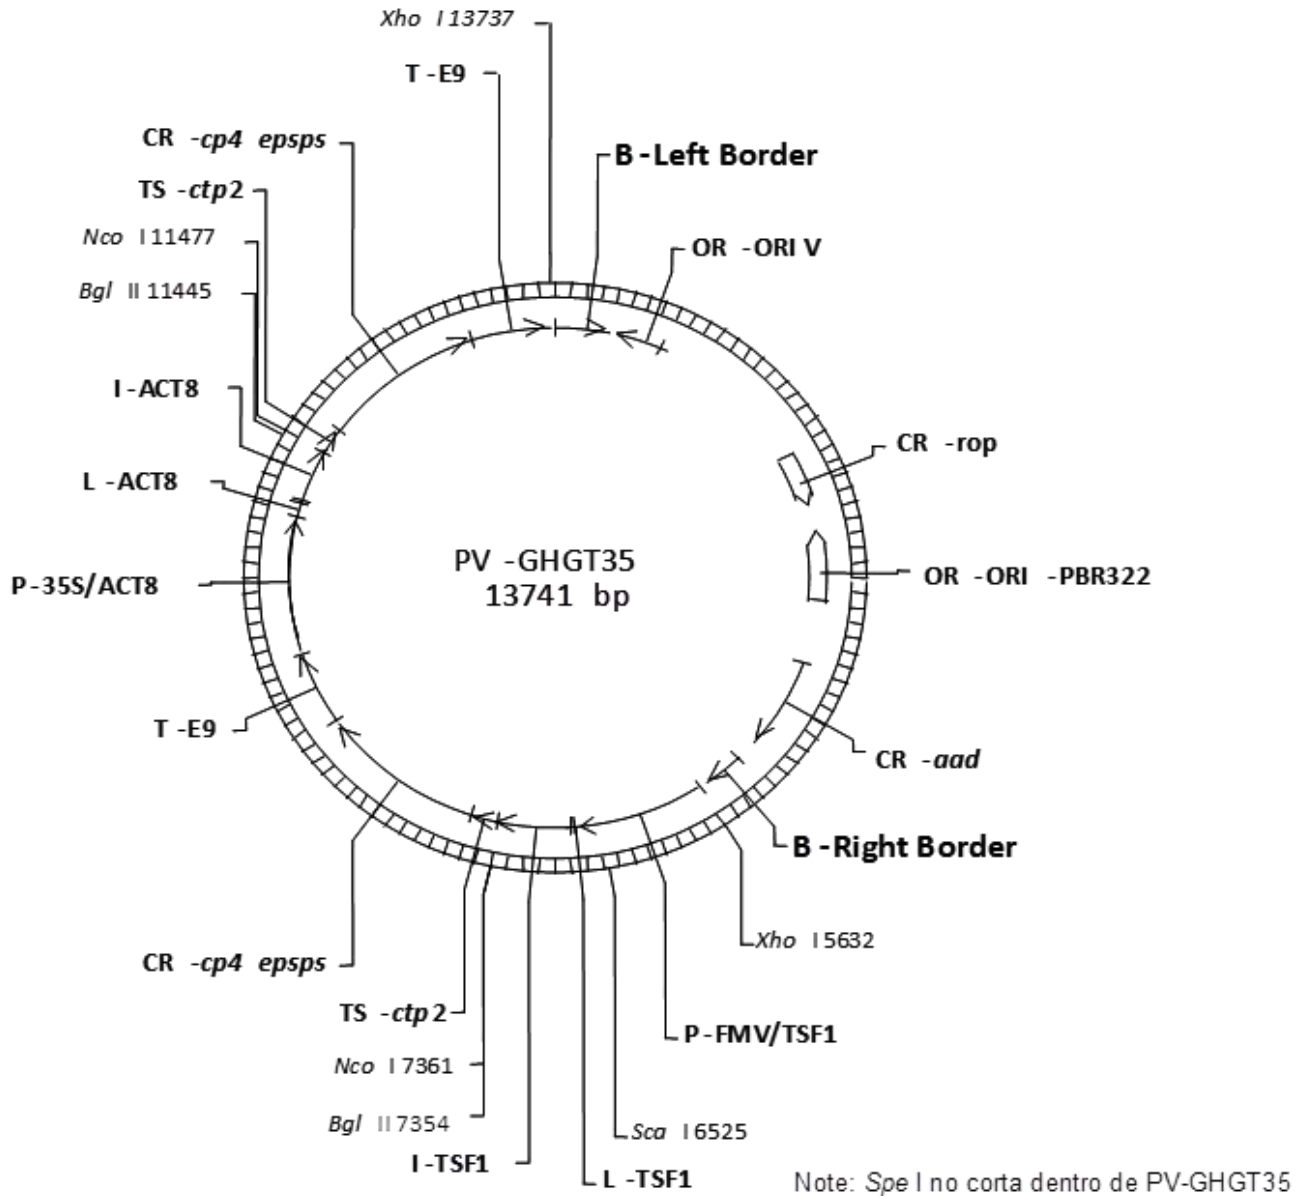 Xho I 13737
T-E9
CR-cp4 epsps
B-Left Border
TS-ctp2
Nco I 11477
OR-ORI V
Bgl II 11445
I-ACT8
CR-rop
L-ACT8
PV-GHGT35
13741 bp
P-35S/ACT8
OR-ORI-PBR322
T-E9
CR-aad
B-Right Border
Xho I 5632
CR-cp4 epsps
TS-ctp2
P-FMV/TSF1
Nco I 7361
Bgl II 7354
Sca I 6525
I-TSF1
L-TSF1
Note: Spe I no corta dentro de PV-GHGT35